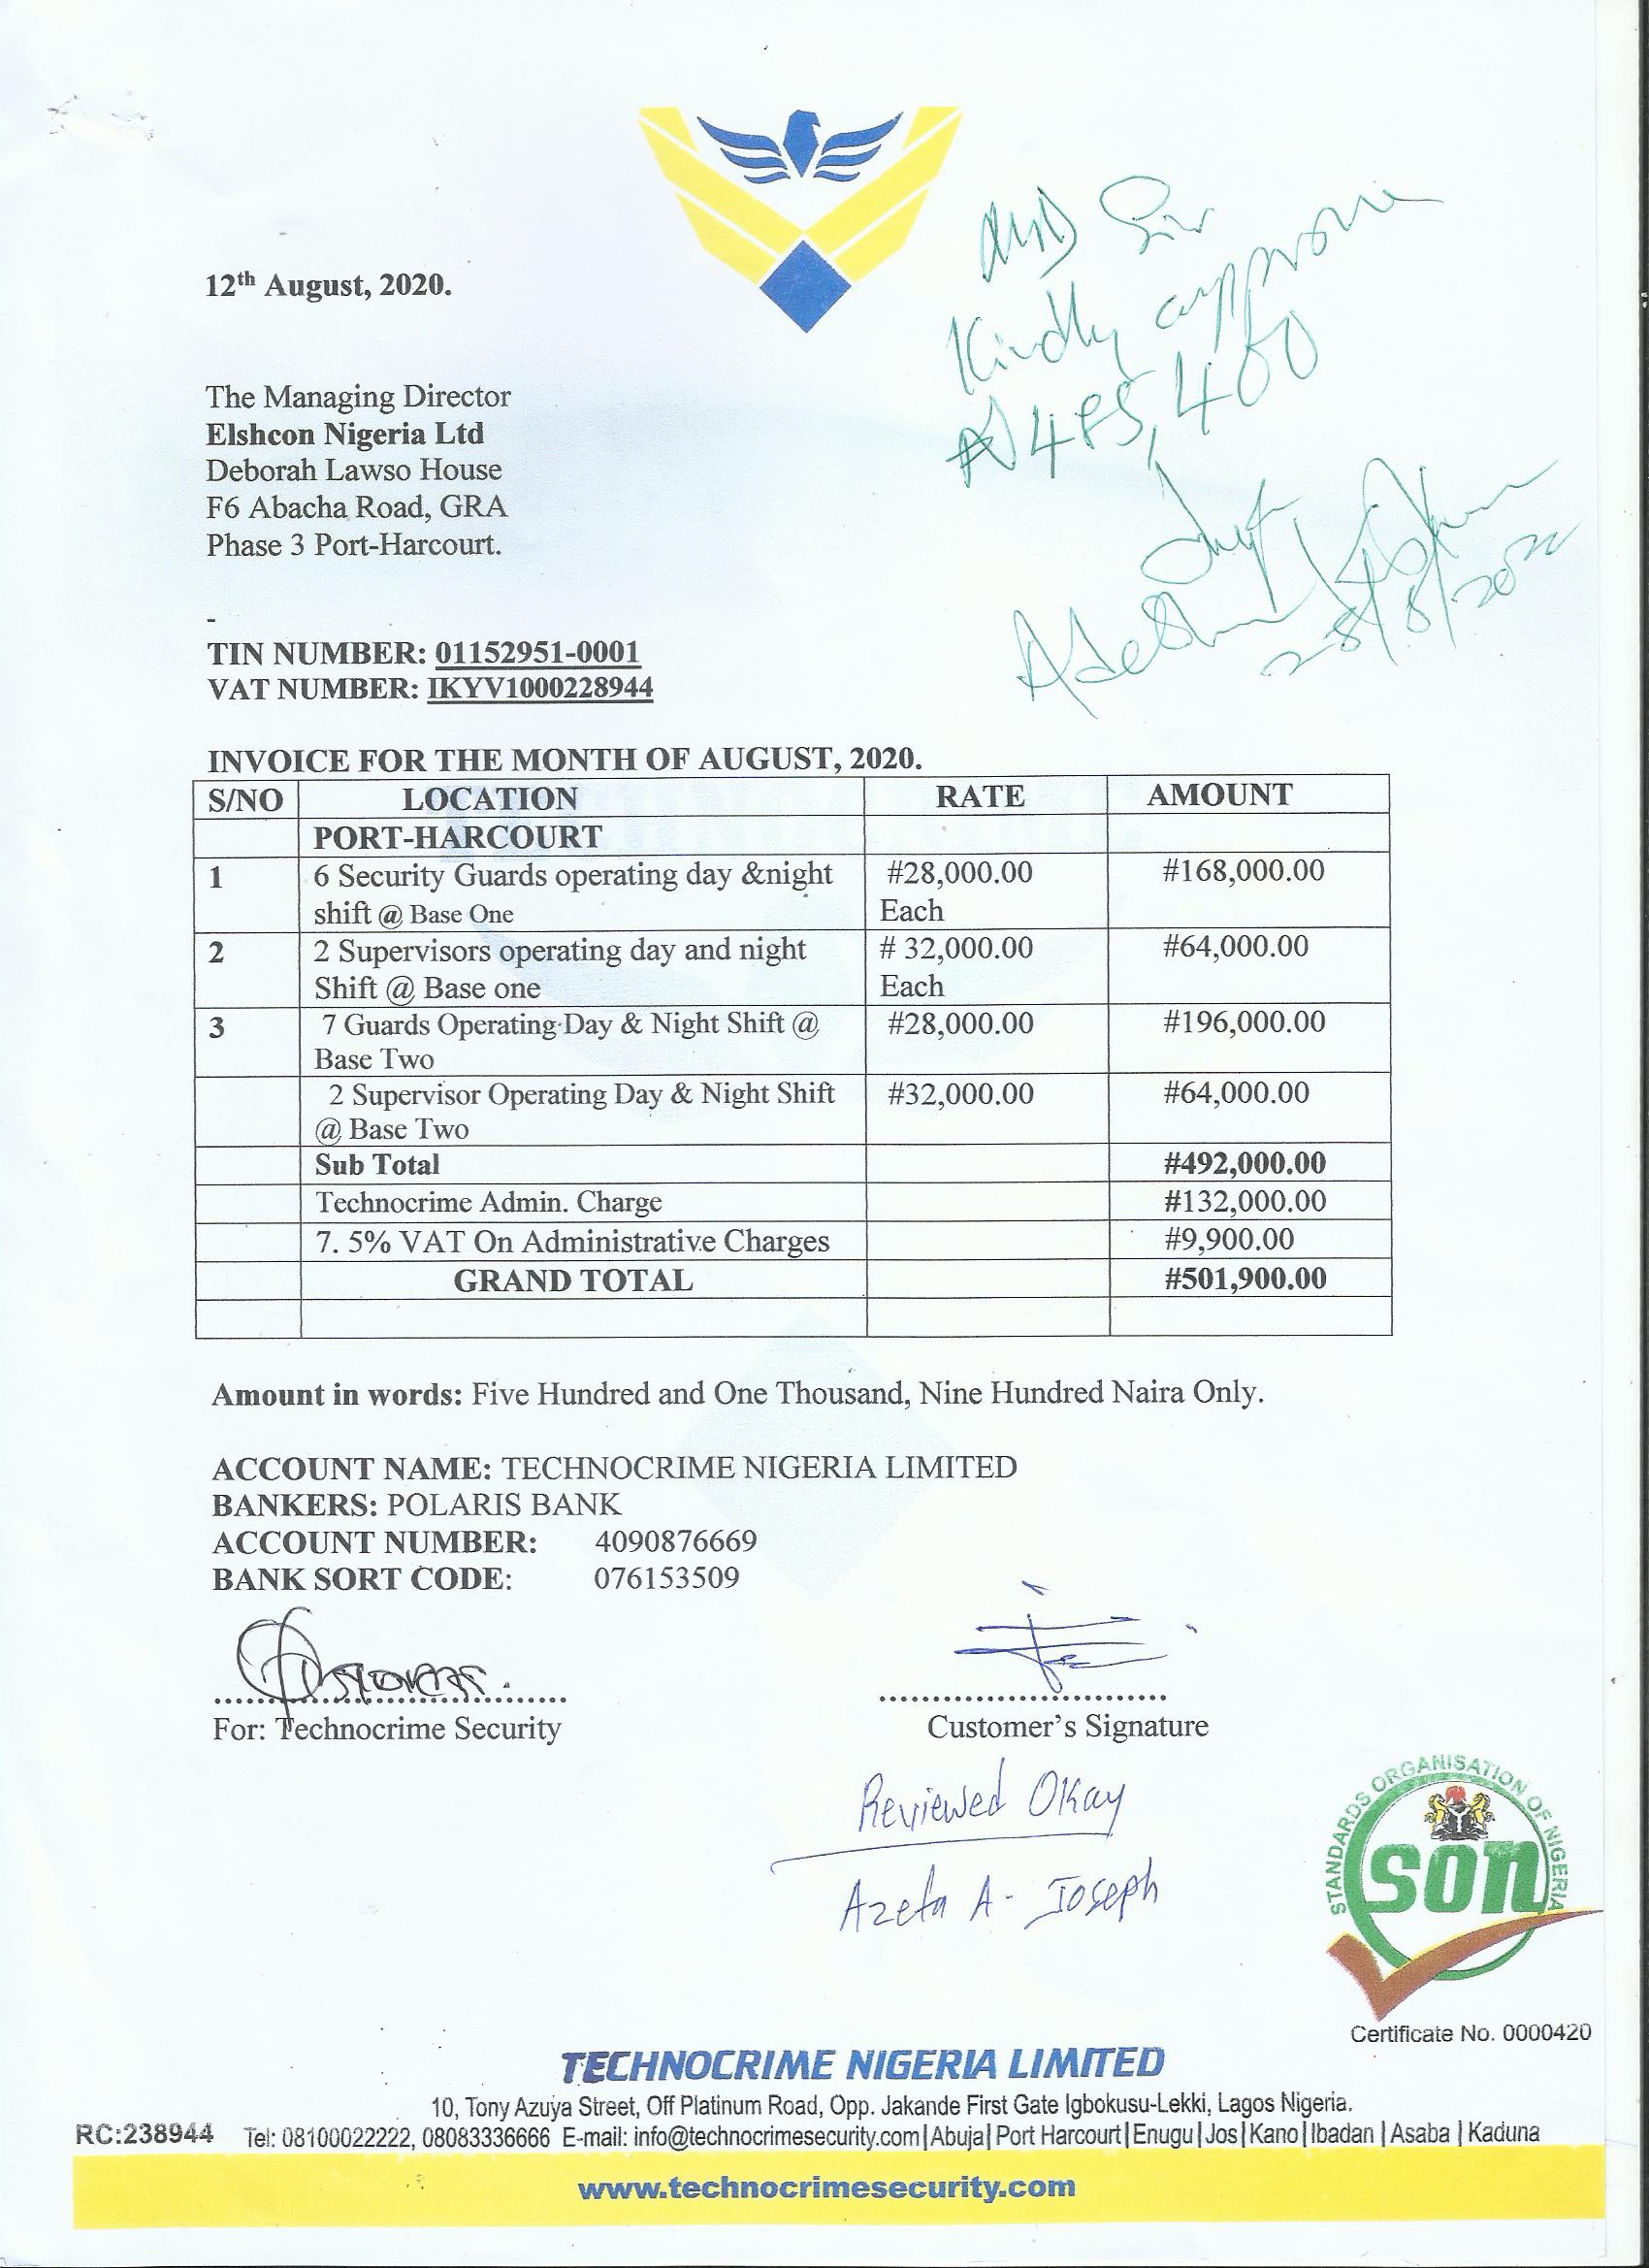 12th August, 2020.
MD Sir
Kindly approve
The Managing Director
Elshcon Nigeria Ltd
Deborah Lawso House
F6 Abacha Road, GRA
Phase 3 Port-Harcourt.
28/8/2020
-
TIN NUMBER: 01152951-0001
VAT NUMBER: IKYV1000228944
INVOICE FOR THE MONTH OF AUGUST, 2020.
S/NO LOCATION RATE AMOUNT
PORT-HARCOURT
1 6 Security Guards operating day &night #28,000.00 #168,000.00
shift @ Base One Each
2 2 Supervisors operating day and night # 32,000.00 #64,000.00
Shift @ Base one Each
3 7 Guards Operating Day & Night Shift @ #28,000.00 #196,000.00
Base Two
2 Supervisor Operating Day & Night Shift #32,000.00 #64,000.00
@ Base Two
Sub Total #492,000.00
Technocrime Admin. Charge #132,000.00
7. 5% VAT On Administrative Charges #9,900.00
GRAND TOTAL #501,900.00
Amount in words: Five Hundred and One Thousand, Nine Hundred Naira Only.
ACCOUNT NAME: TECHNOCRIME NIGERIA LIMITED
BANKERS: POLARIS BANK
ACCOUNT NUMBER: 4090876669
BANK SORT CODE: 076153509
For: Technocrime Security Customer's Signature
Reviewed Okay
Azeta A- Joseph
STANDARDS ORGANISATION OF NIGERIA
SON
Certificate No. 0000420
TECHNOCRIME NIGERIA LIMITED
10, Tony Azuya Street, Off Platinum Road, Opp. Jakande First Gate Igbokusu-Lekki, Lagos Nigeria.
RC:238944 Tel: 08100022222, 08083336666 E-mail: info@technocrimesecurity.com|Abuja| Port Harcourt|Enugu|Jos|Kano|Ibadan | Asaba | Kaduna
www.technocrimesecurity.com